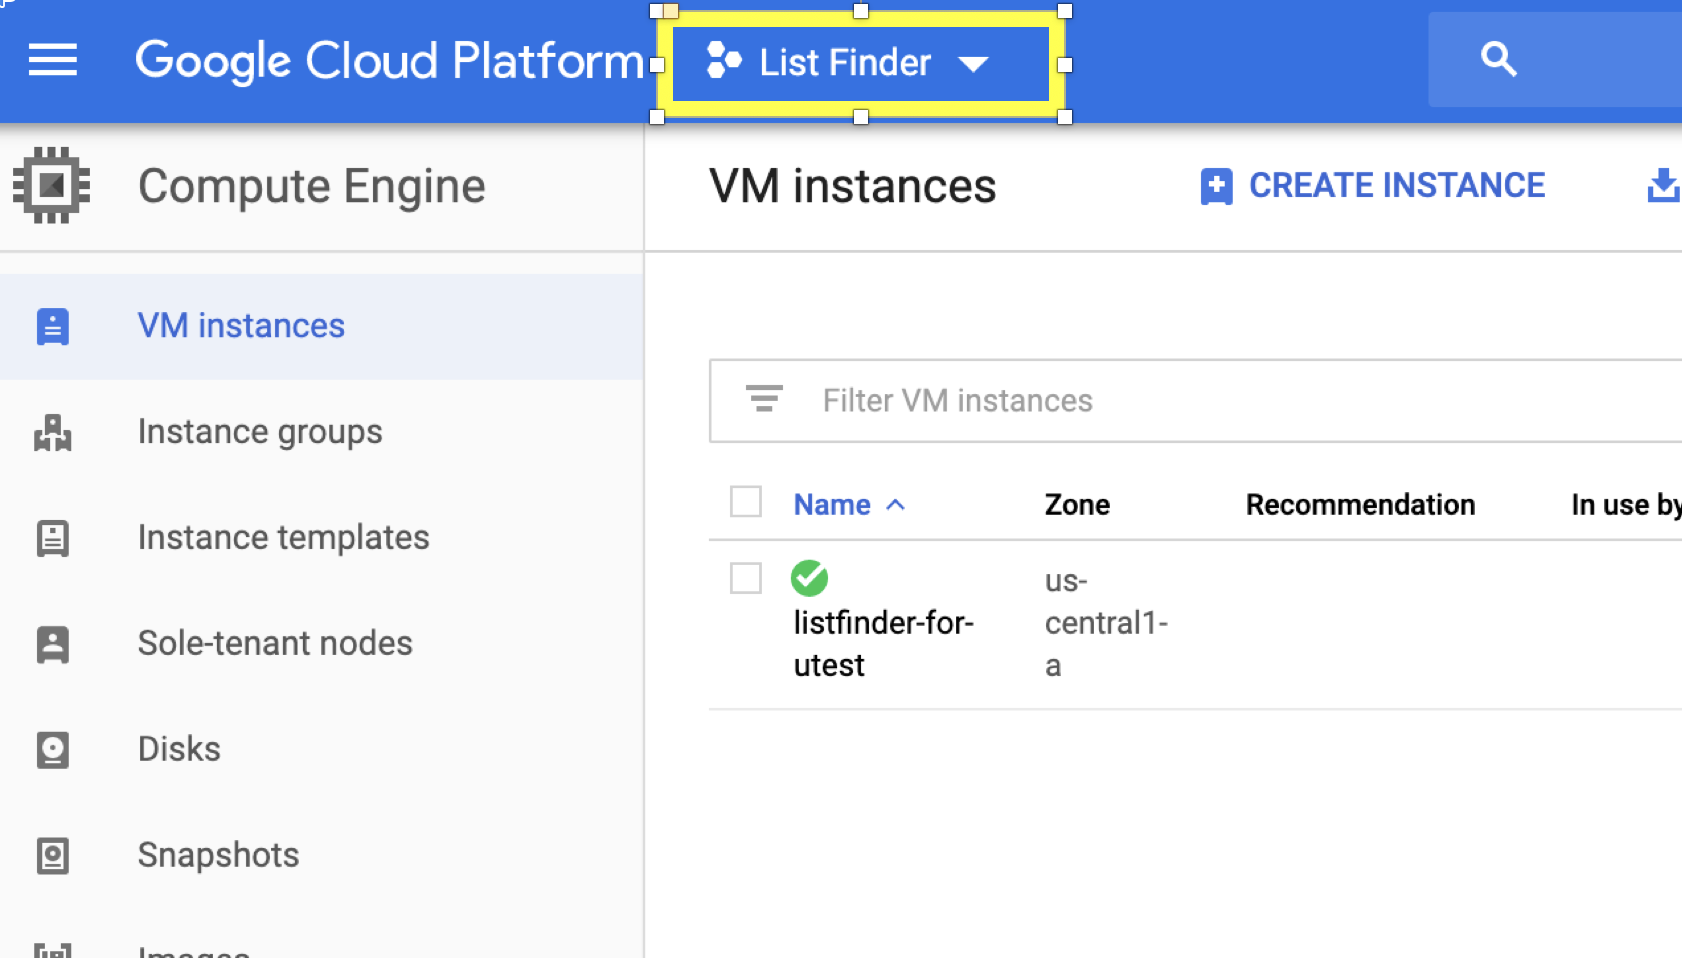 Google Cloud Platform
List Finder
Compute Engine
VM instances
CREATE INSTANCE
VM instances
Instance groups
Instance templates
Sole-tenant nodes
Disks
Snapshots
Images
Filter VM instances
Name
Zone
Recommendation
In use by
listfinder-for-
utest
us-
central1-
a